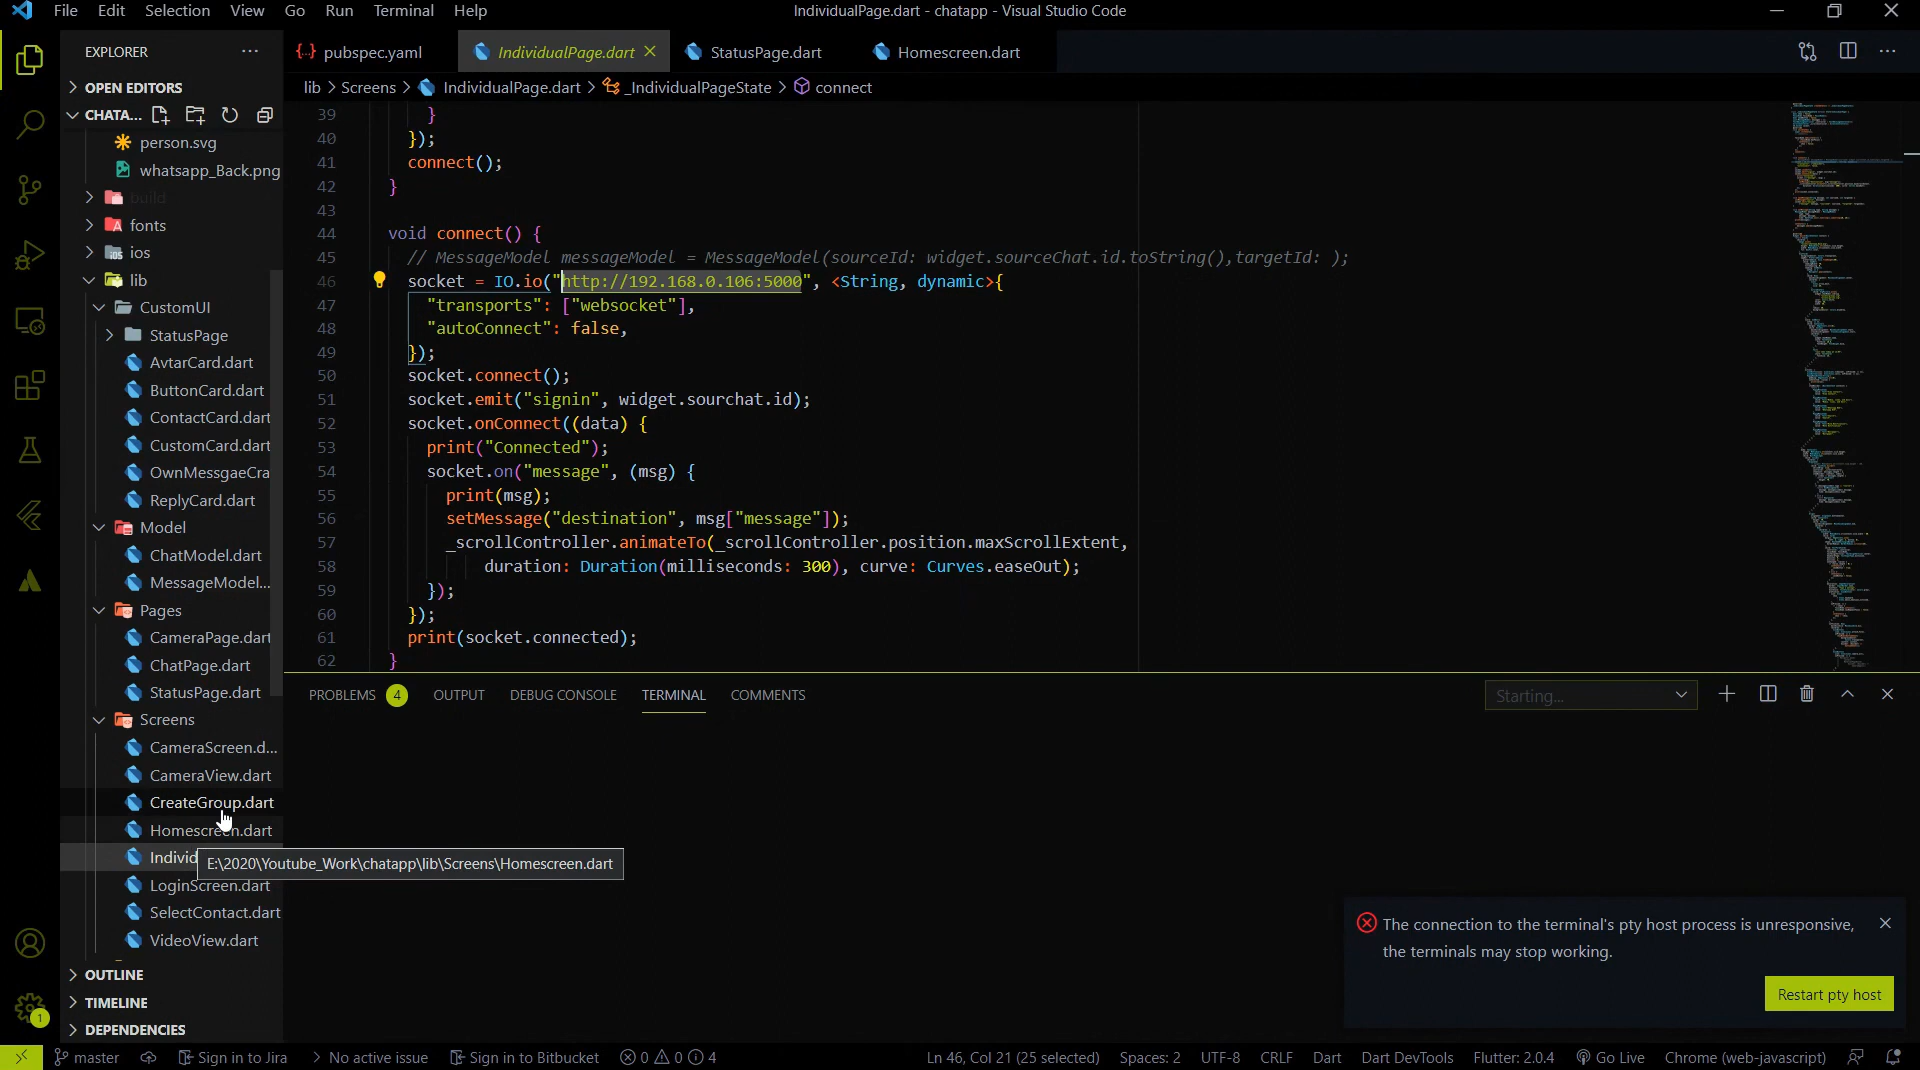 File Edit Selection View Go Run Terminal Help IndividualPage.dart - chatapp - Visual Studio Code
EXPLORER ··· pubspec.yaml IndividualPage.dart StatusPage.dart Homescreen.dart ···
OPEN EDITORS
lib > Screens > IndividualPage.dart > _IndividualPageState > connect
CHATA...
person.svg
whatsapp_Back.png
build
fonts
ios
lib
CustomUI
StatusPage
AvtarCard.dart
ButtonCard.dart
ContactCard.dart
CustomCard.dart
OwnMessgaeCra
ReplyCard.dart
Model
ChatModel.dart
MessageModel...
Pages
CameraPage.dart
ChatPage.dart
StatusPage.dart
Screens
CameraScreen.d...
CameraView.dart
CreateGroup.dart
Homescreen.dart
Individ
E:\2020\Youtube_Work\chatapp\lib\Screens\Homescreen.dart
LoginScreen.dart
SelectContact.dart
VideoView.dart
OUTLINE
TIMELINE
DEPENDENCIES
39 }
40 });
41 connect();
42 }
43
44 void connect() {
45 // MessageModel messageModel = MessageModel(sourceId: widget.sourceChat.id.toString(),targetId: );
46 socket = IO.io("http://192.168.0.106:5000", <String, dynamic>{
47 "transports": ["websocket"],
48 "autoConnect": false,
49 });
50 socket.connect();
51 socket.emit("signin", widget.sourchat.id);
52 socket.onConnect((data) {
53 print("Connected");
54 socket.on("message", (msg) {
55 print(msg);
56 setMessage("destination", msg["message"]);
57 _scrollController.animateTo(_scrollController.position.maxScrollExtent,
58 duration: Duration(milliseconds: 300), curve: Curves.easeOut);
59 });
60 });
61 print(socket.connected);
62 }
PROBLEMS 4 OUTPUT DEBUG CONSOLE TERMINAL COMMENTS Starting...
The connection to the terminal's pty host process is unresponsive,
the terminals may stop working.
Restart pty host
1
master Sign in to Jira No active issue Sign in to Bitbucket 0 0 4 Ln 46, Col 21 (25 selected) Spaces: 2 UTF-8 CRLF Dart Dart DevTools Flutter: 2.0.4 Go Live Chrome (web-javascript)